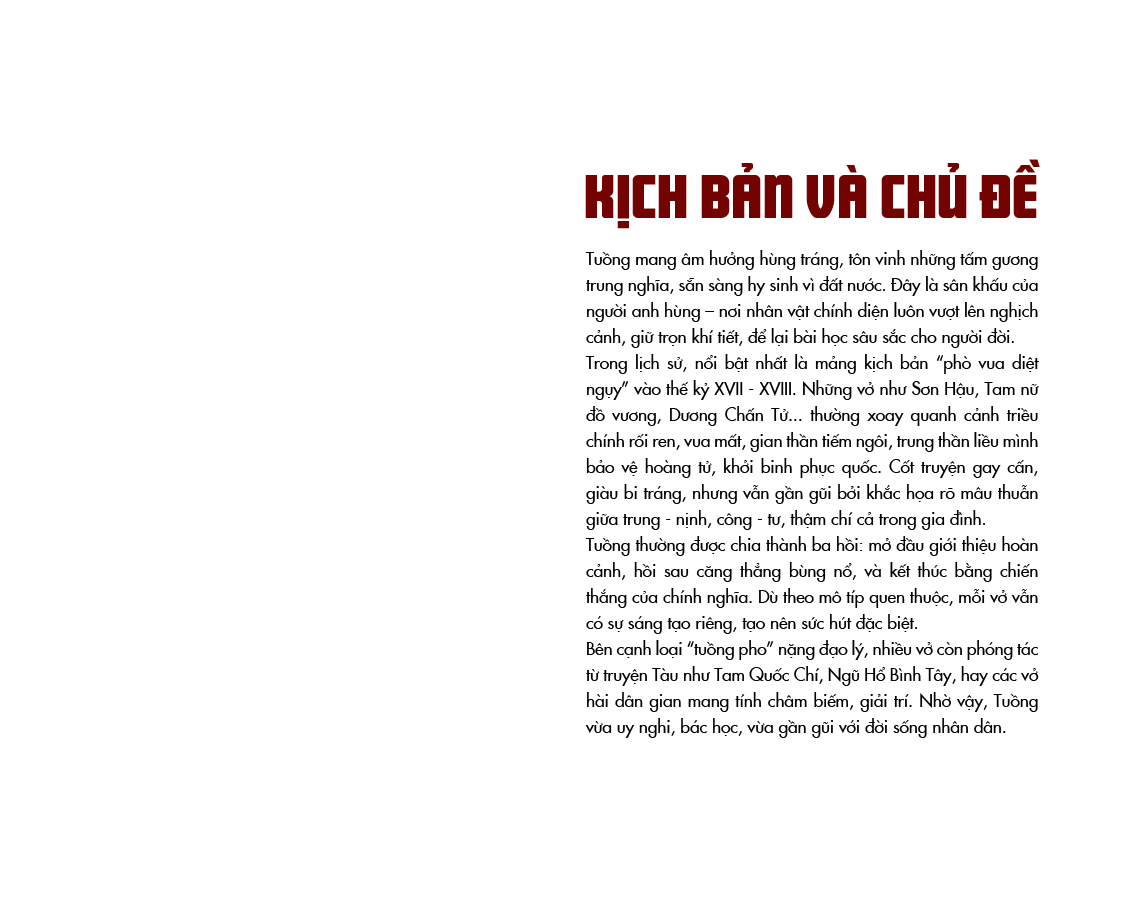 KỊCH BẢN VÀ CHỦ ĐỀ
Tuồng mang âm hưởng hùng tráng, tôn vinh những tấm gương
trung nghĩa, sẵn sàng hy sinh vì đất nước. Đây là sân khấu của
người anh hùng – nơi nhân vật chính diện luôn vượt lên nghịch
cảnh, giữ trọn khí tiết, để lại bài học sâu sắc cho người đời.
Trong lịch sử, nổi bật nhất là mảng kịch bản “phò vua diệt
ngụy” vào thế kỷ XVII - XVIII. Những vở như Sơn Hậu, Tam nữ
đồ vương, Dương Chấn Tử... thường xoay quanh cảnh triều
chính rối ren, vua mất, gian thần tiếm ngôi, trung thần liều mình
bảo vệ hoàng tử, khởi binh phục quốc. Cốt truyện gay cấn,
giàu bi tráng, nhưng vẫn gần gũi bởi khắc họa rõ mâu thuẫn
giữa trung - nịnh, công - tư, thậm chí cả trong gia đình.
Tuồng thường được chia thành ba hồi: mở đầu giới thiệu hoàn
cảnh, hồi sau căng thẳng bùng nổ, và kết thúc bằng chiến
thắng của chính nghĩa. Dù theo mô típ quen thuộc, mỗi vở vẫn
có sự sáng tạo riêng, tạo nên sức hút đặc biệt.
Bên cạnh loại “tuồng pho” nặng đạo lý, nhiều vở còn phóng tác
từ truyện Tàu như Tam Quốc Chí, Ngũ Hổ Bình Tây, hay các vở
hài dân gian mang tính châm biếm, giải trí. Nhờ vậy, Tuồng
vừa uy nghi, bác học, vừa gần gũi với đời sống nhân dân.